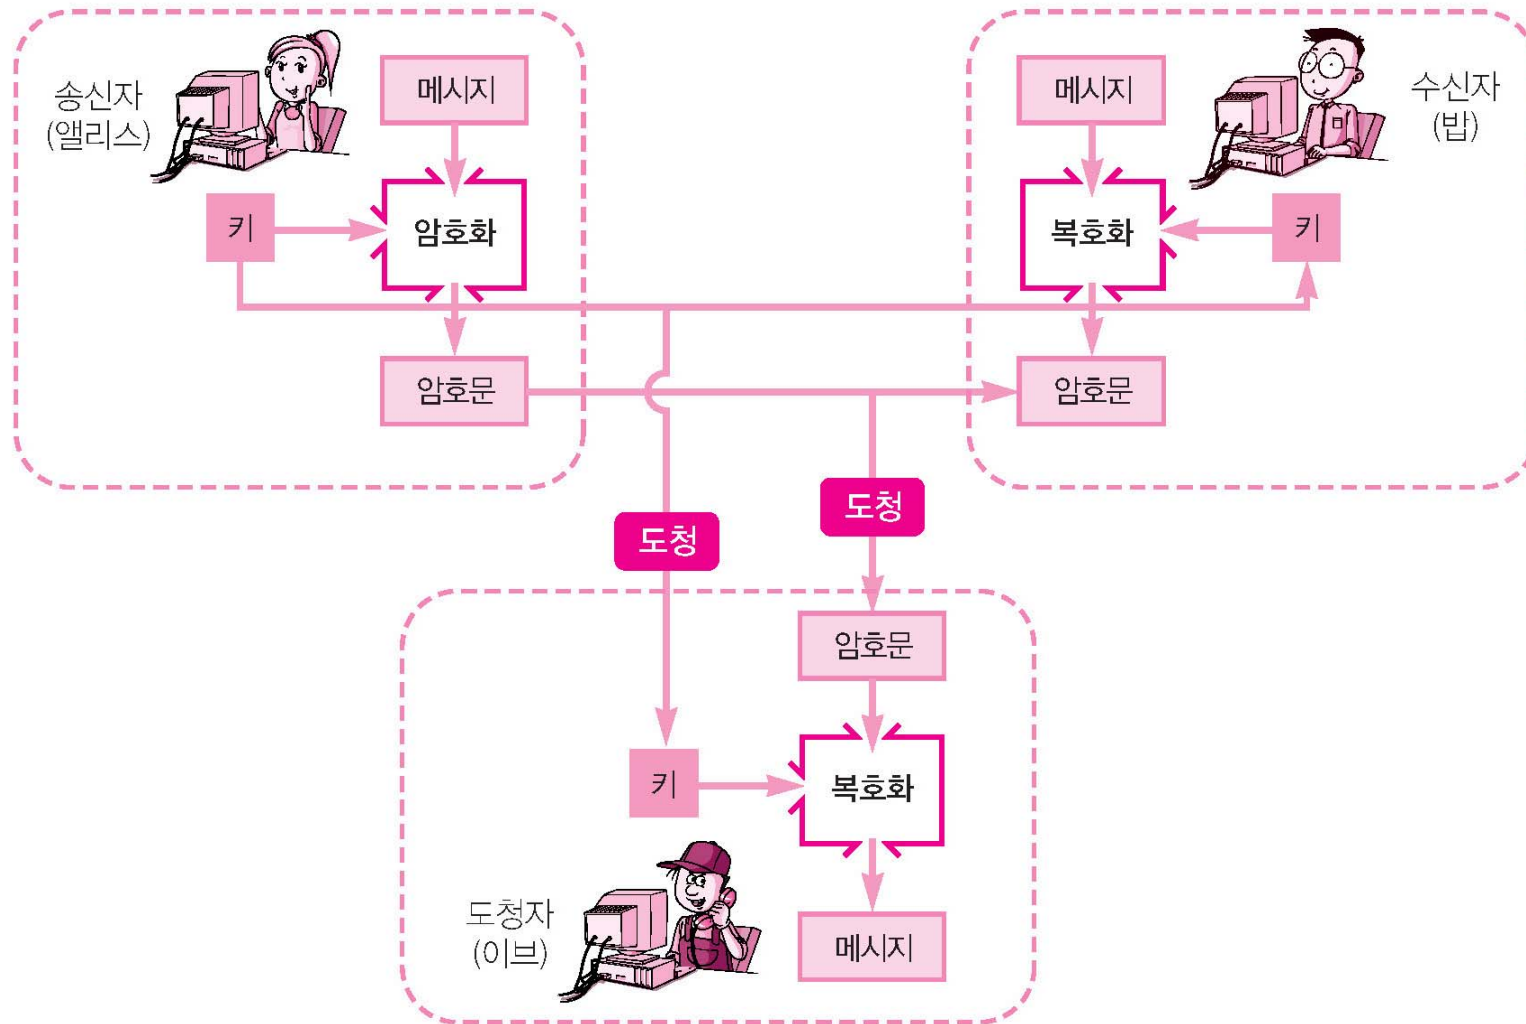 송신자
(앨리스)
메시지
키
암호화
암호문
메시지
수신자
(밥)
복호화
키
암호문
도청
도청
암호문
키
복호화
도청자
(이브)
메시지